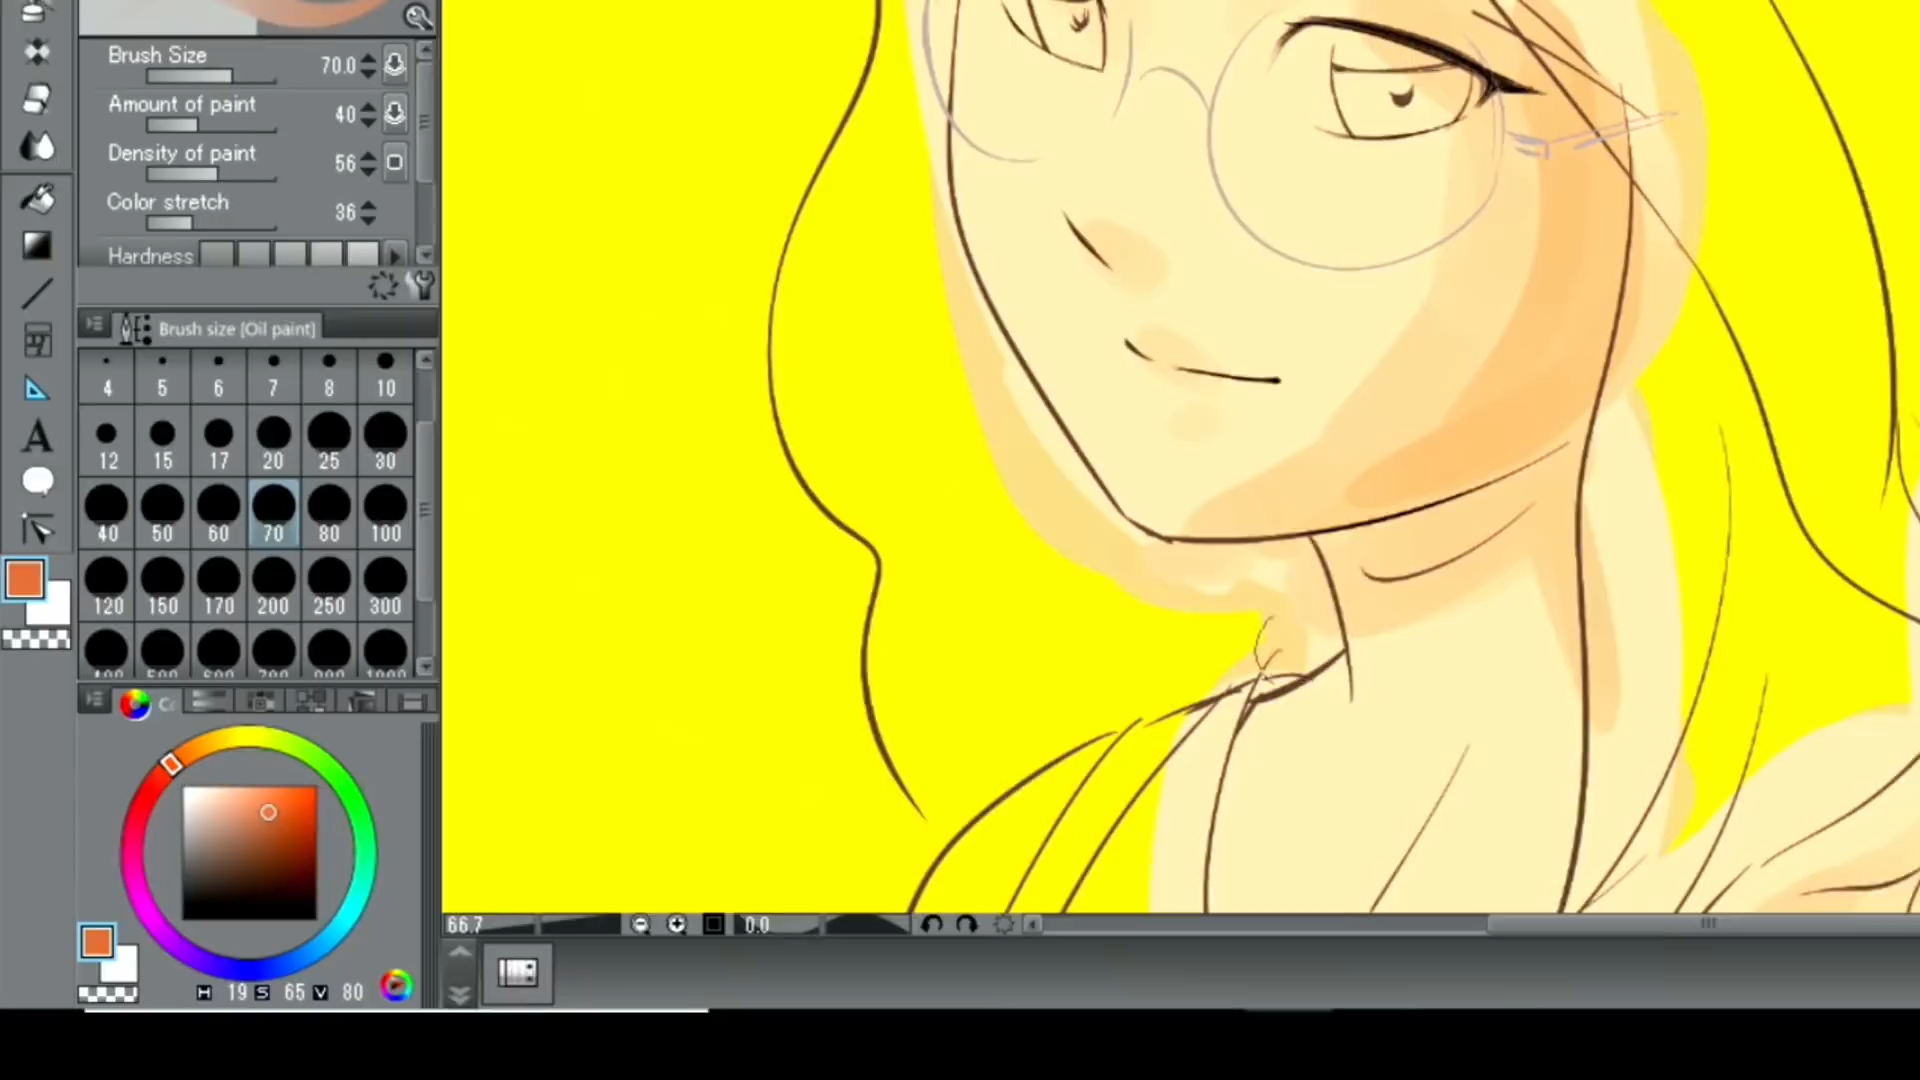 Brush Size 70.0
Amount of paint 40
Density of paint 56
Color stretch 36
Hardness
Brush size [Oil paint]
4 5 6 7 8 10
12 15 17 20 25 30
40 50 60 70 80 100
120 150 170 200 250 300
A
H 19 S 65 V 80
66.7 0.0